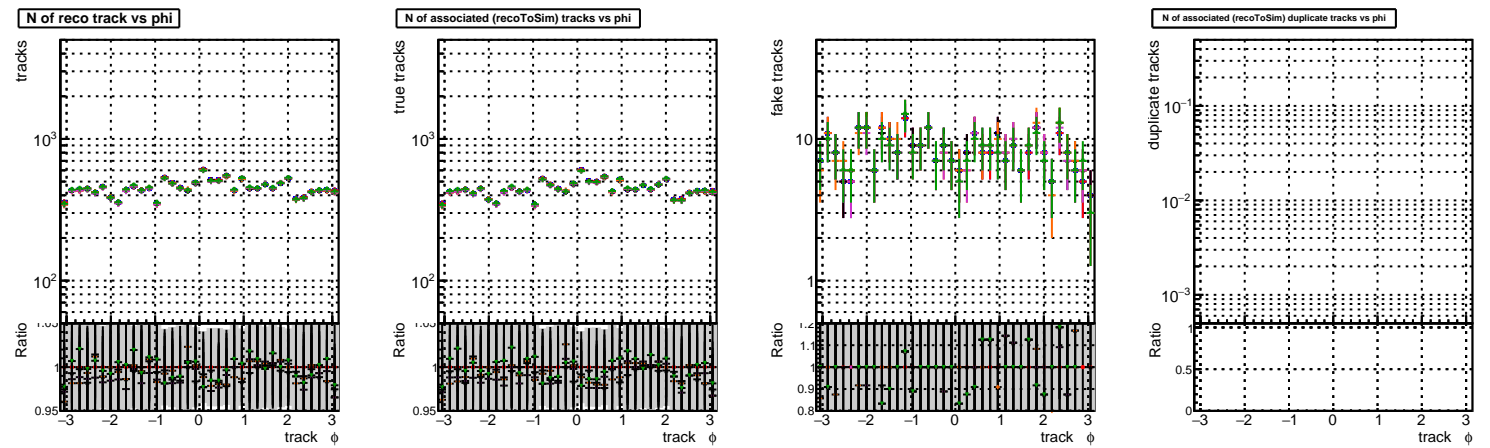 N of reco track vs phi
tracks
10³
10²
Ratio
1.05
1
0.95
−3 −2 −1 0 1 2 3
track ϕ
N of associated (recoToSim) tracks vs phi
true tracks
10³
10²
Ratio
1.05
1
0.95
−3 −2 −1 0 1 2 3
track ϕ
fake tracks
10
1
Ratio
1.2
1.1
1
0.9
0.8
−3 −2 −1 0 1 2 3
track ϕ
N of associated (recoToSim) duplicate tracks vs phi
duplicate tracks
10⁻¹
10⁻²
10⁻³
Ratio
1
0.5
0
−3 −2 −1 0 1 2 3
track ϕ